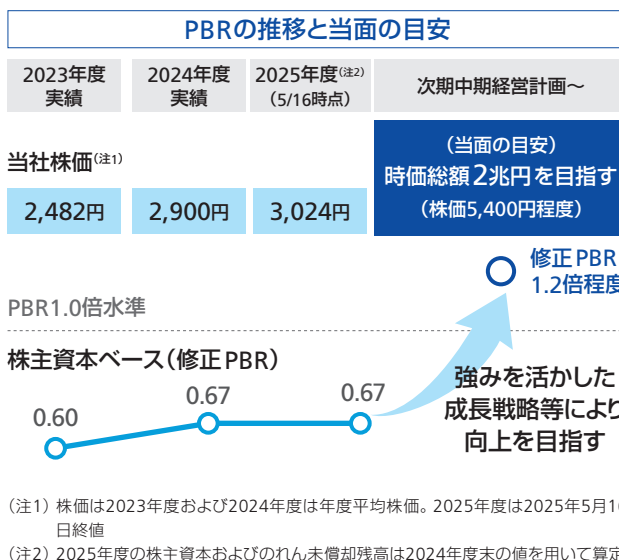 PBRの推移と当面の目安
2023年度
実績
2024年度
実績
2025年度(注2)
(5/16時点)
次期中期経営計画～
当社株価(注1)
2,482円
2,900円
3,024円
(当面の目安)
時価総額2兆円を目指す
(株価5,400円程度)
修正PBR
1.2倍程度
PBR1.0倍水準
株主資本ベース(修正PBR)
0.60
0.67
0.67
強みを活かした
成長戦略等により
向上を目指す
(注1) 株価は2023年度および2024年度は年度平均株価。2025年度は2025年5月16
日終値
(注2) 2025年度の株主資本およびのれん未償却残高は2024年度末の値を用いて算定